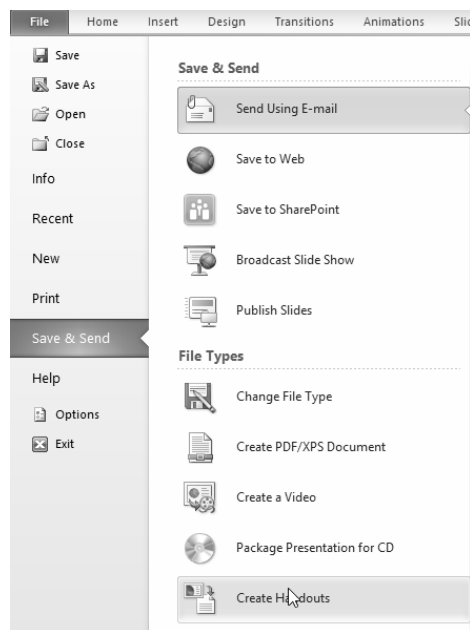 File Home Insert Design Transitions Animations Slid
Save
Save As
Open
Close
Info
Recent
New
Print
Save & Send
Help
Options
Exit
Save & Send
Send Using E-mail
Save to Web
Save to SharePoint
Broadcast Slide Show
Publish Slides
File Types
Change File Type
Create PDF/XPS Document
Create a Video
Package Presentation for CD
Create Handouts